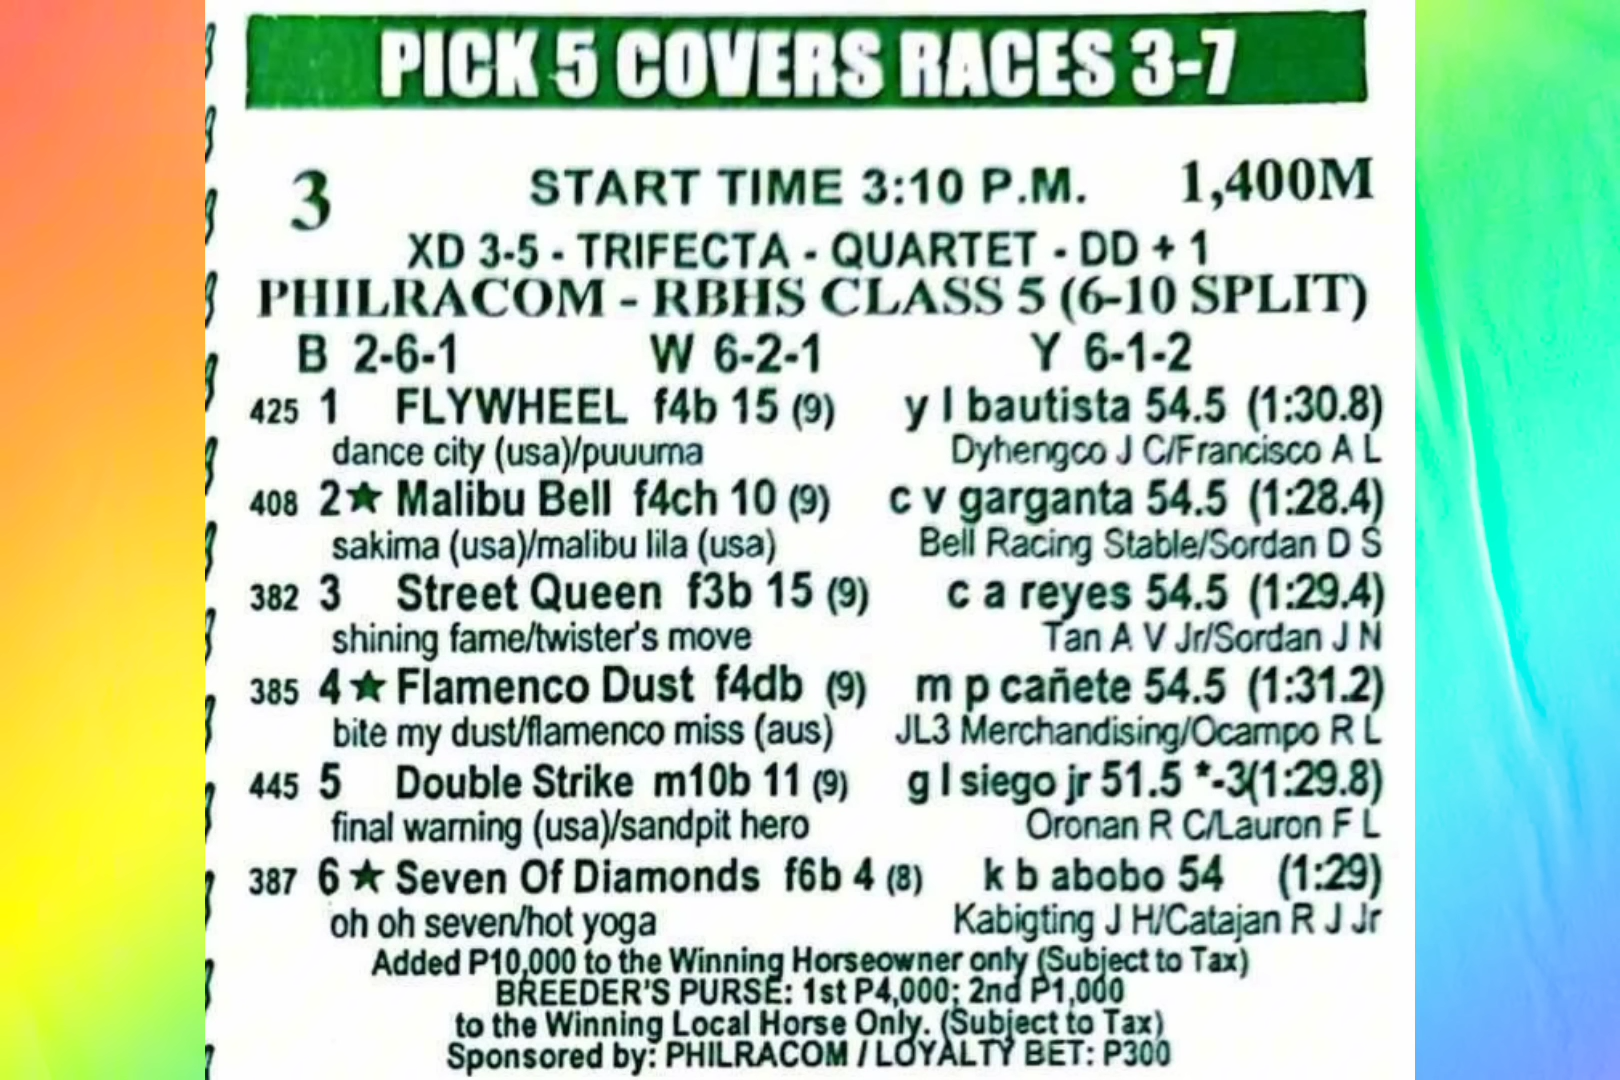 PICK 5 COVERS RACES 3-7
3 START TIME 3:10 P.M. 1,400M
XD 3-5 - TRIFECTA - QUARTET - DD + 1
PHILRACOM - RBHS CLASS 5 (6-10 SPLIT)
B 2-6-1 W 6-2-1 Y 6-1-2
425 1 FLYWHEEL f4b 15 (9) y l bautista 54.5 (1:30.8)
dance city (usa)/puuuma Dyhengco J C/Francisco A L
408 2★ Malibu Bell f4ch 10 (9) c v garganta 54.5 (1:28.4)
sakima (usa)/malibu lila (usa) Bell Racing Stable/Sordan D S
382 3 Street Queen f3b 15 (9) c a reyes 54.5 (1:29.4)
shining fame/twister's move Tan A V Jr/Sordan J N
385 4★ Flamenco Dust f4db (9) m p cañete 54.5 (1:31.2)
bite my dust/flamenco miss (aus) JL3 Merchandising/Ocampo R L
445 5 Double Strike m10b 11 (9) g l siego jr 51.5 *-3(1:29.8)
final warning (usa)/sandpit hero Oronan R C/Lauron F L
387 6★ Seven Of Diamonds f6b 4 (8) k b abobo 54 (1:29)
oh oh seven/hot yoga Kabigting J H/Catajan R J Jr
Added P10,000 to the Winning Horseowner only (Subject to Tax)
BREEDER'S PURSE: 1st P4,000; 2nd P1,000
to the Winning Local Horse Only. (Subject to Tax)
Sponsored by: PHILRACOM / LOYALTY BET: P300